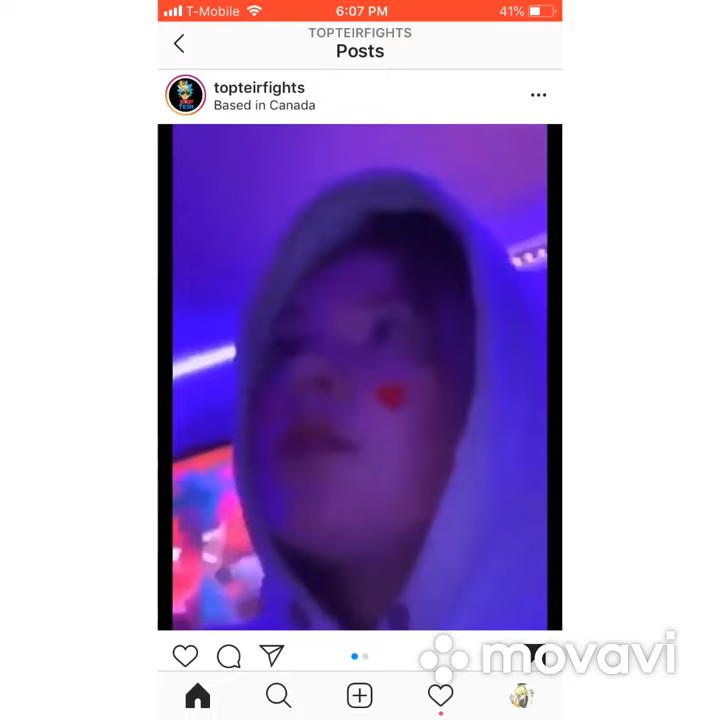 T-Mobile 6:07 PM 41%
TOPTEIRFIGHTS
Posts
topteirfights
Based in Canada
movavi